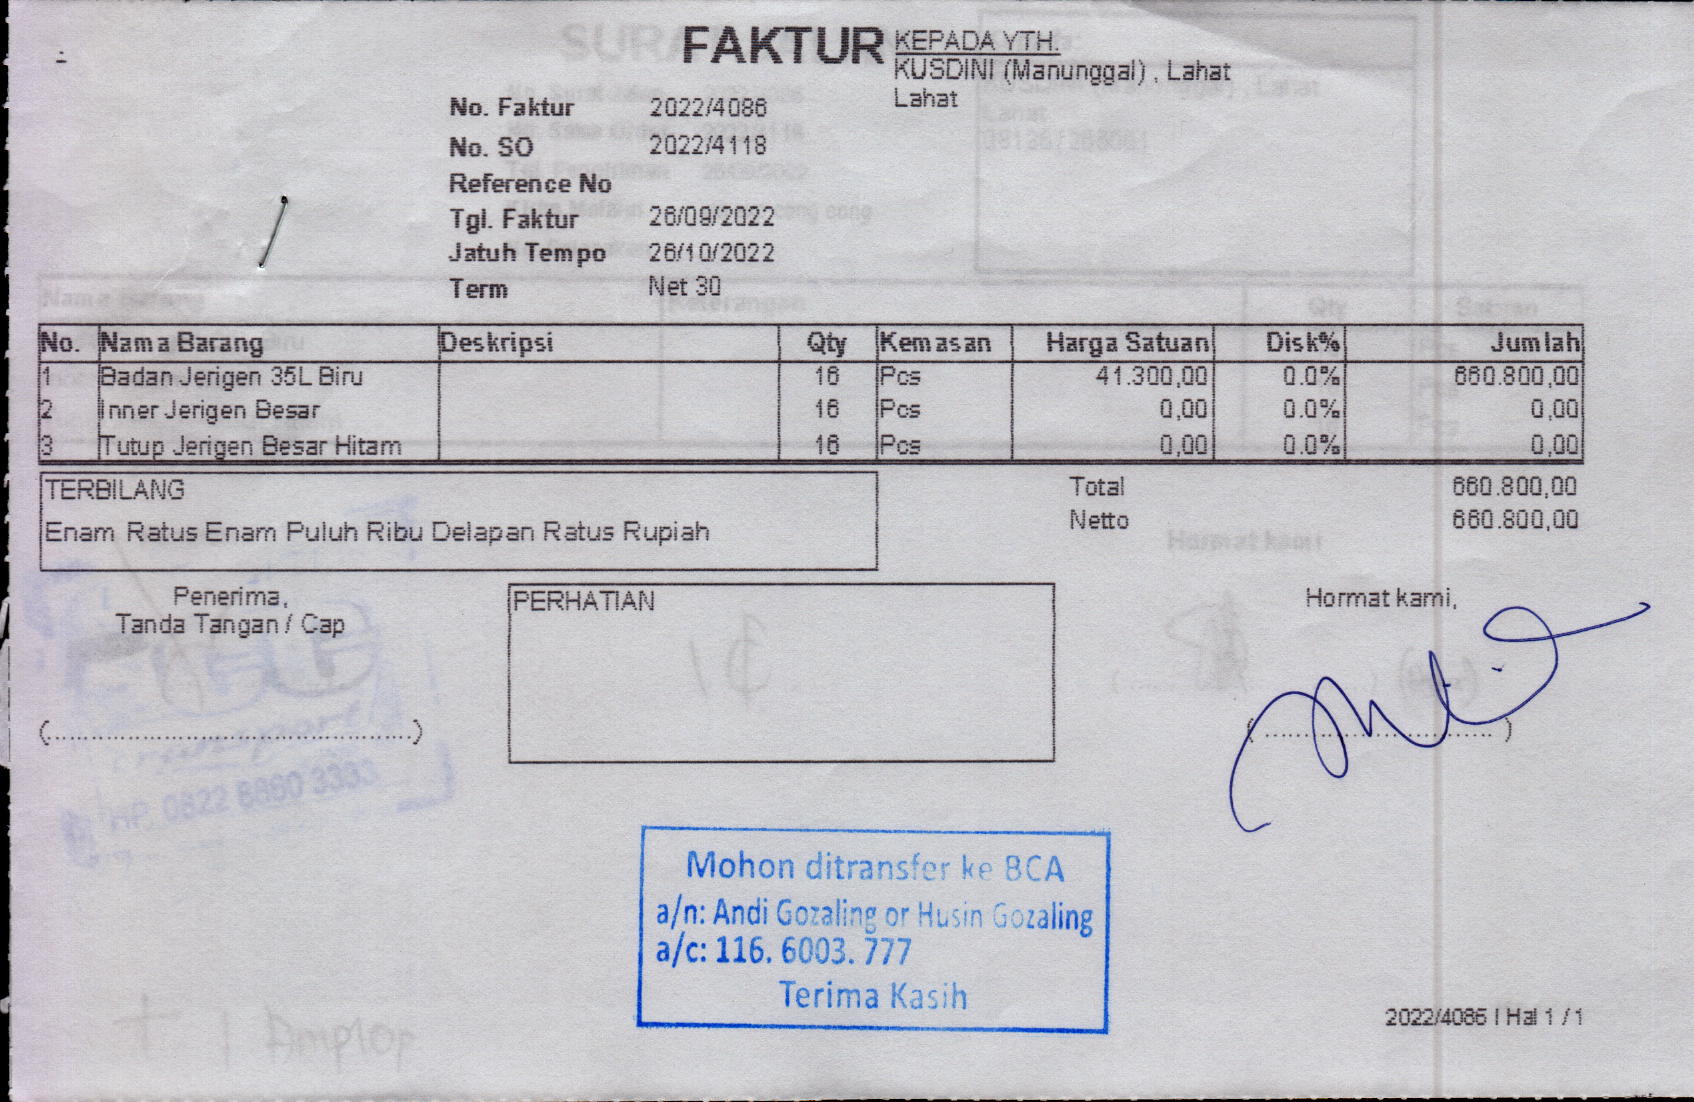 FAKTUR
KEPADA YTH.
KUSDINI (Manunggal) , Lahat
Lahat
No. Faktur 2022/4086
No. SO 2022/4118
Reference No
Tgl. Faktur 26/09/2022
Jatuh Tempo 26/10/2022
Term Net 30
No. Nama Barang Deskripsi Qty Kemasan Harga Satuan Disk% Jumlah
1 Badan Jerigen 35L Biru 16 Pcs 41.300,00 0.0% 660.800,00
2 Inner Jerigen Besar 16 Pcs 0,00 0.0% 0,00
3 Tutup Jerigen Besar Hitam 16 Pcs 0,00 0.0% 0,00
TERBILANG
Enam Ratus Enam Puluh Ribu Delapan Ratus Rupiah
Total 660.800,00
Netto 660.800,00
Penerima,
Tanda Tangan / Cap
PERHATIAN
Hormat kami,
HP. 0822 8860 3333
Mohon ditransfer ke BCA
a/n: Andi Gozaling or Husin Gozaling
a/c: 116. 6003. 777
Terima Kasih
2022/4086 | Hal 1 / 1
+ 1 Amplop